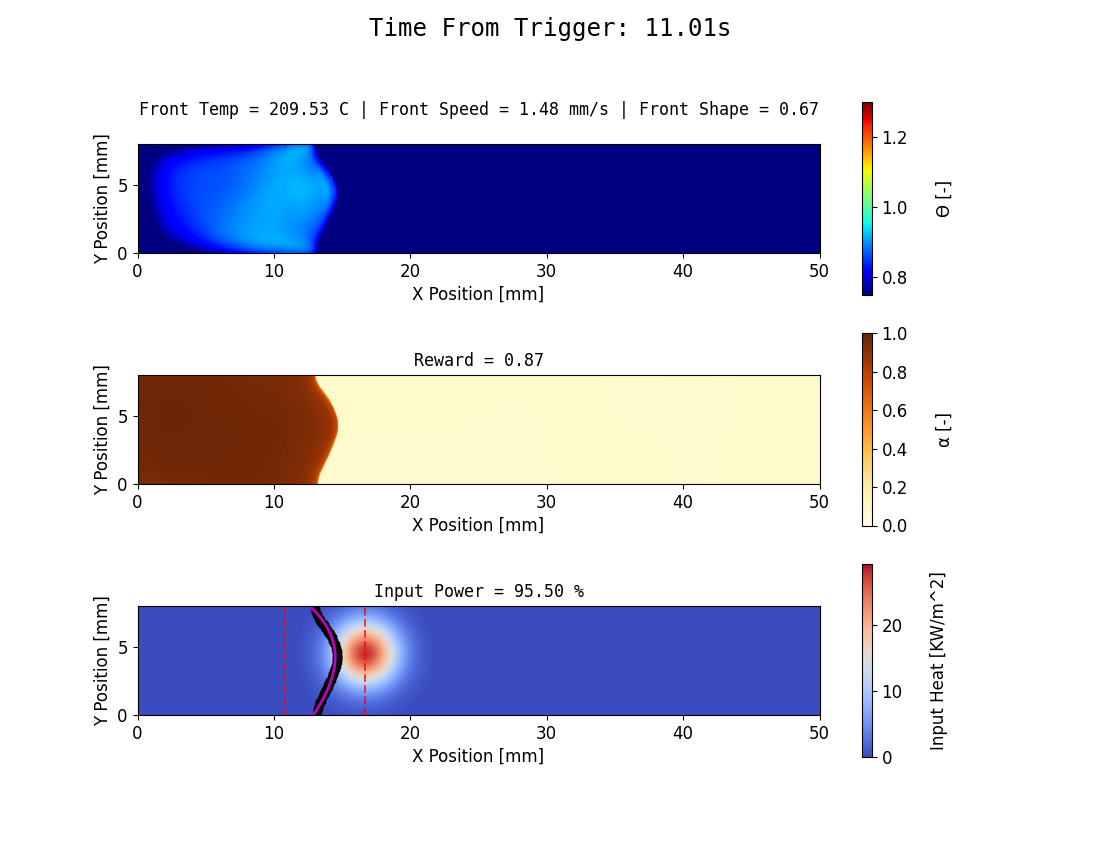 Time From Trigger: 11.01s
Front Temp = 209.53 C | Front Speed = 1.48 mm/s | Front Shape = 0.67
Y Position [mm]
5
0
0 10 20 30 40 50
X Position [mm]
1.2
1.0
0.8
Θ [-]
Reward = 0.87
Y Position [mm]
5
0
0 10 20 30 40 50
X Position [mm]
1.0
0.8
0.6
0.4
0.2
0.0
α [-]
Input Power = 95.50 %
Y Position [mm]
5
0
0 10 20 30 40 50
X Position [mm]
20
10
0
Input Heat [KW/m^2]